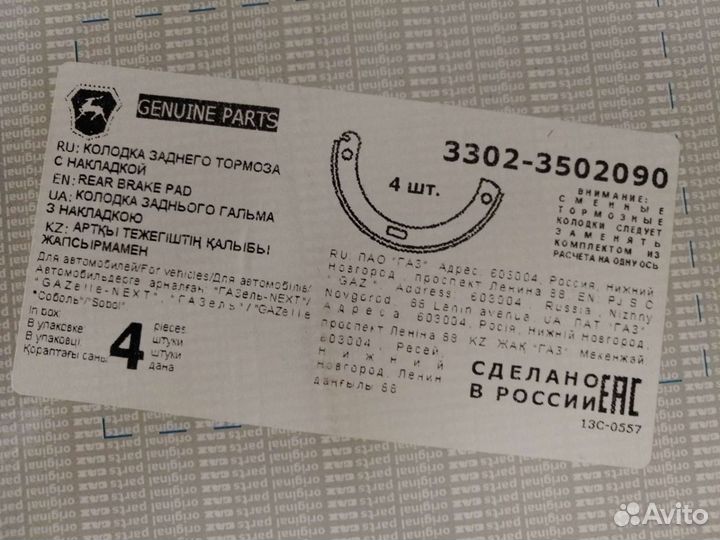 GENUINE PARTS
RU: КОЛОДКА ЗАДНЕГО ТОРМОЗА
С НАКЛАДКОЙ
EN: REAR BRAKE PAD
UA: КОЛОДКА ЗАДНЬОГО ГАЛЬМА
З НАКЛАДКОЮ
KZ: АРТҚЫ ТЕЖЕГІШТІҢ ҚАЛЫБЫ
ЖАПСЫРМАМЕН
Для автомобилей/For vehicles/Для автомобілів/
Автомобильдерге арналған "ГАЗель-NEXT"/
"GAZelle-NEXT", "ГАЗель"/"GAZelle"
"Соболь"/"Sobol"
In box:
В упаковке
В упаковці:
Қораптағы саны
4
pieces
штуки
штуки
дана
4 шт.
3302-3502090
ВНИМАНИЕ:
СМЕННЫЕ
ТОРМОЗНЫЕ
КОЛОДКИ СЛЕДУЕТ
ЗАМЕНЯТЬ
КОМПЛЕКТОМ ИЗ
РАСЧЕТА НА ОДНУ ОСЬ
RU. ПАО "ГАЗ" Адрес. 603004, Россия, Нижний
Новгород, проспект Ленина 88 EN. PJSC
"GAZ" Address. 603004, Russia, Nizhny
Novgorod, 88 Lenin avenue, UA. ПАТ "ГАЗ"
Адреса 603004, Росія, Нижній Новгород,
проспект Леніна 88 KZ ЖАҚ "ГАЗ" Мекенжай
603004, Ресей,
Нижний
Новгород, Ленин
даңғылы 88
СДЕЛАНО
В РОССИИ
EAC
13C-0557
original parts
Avito